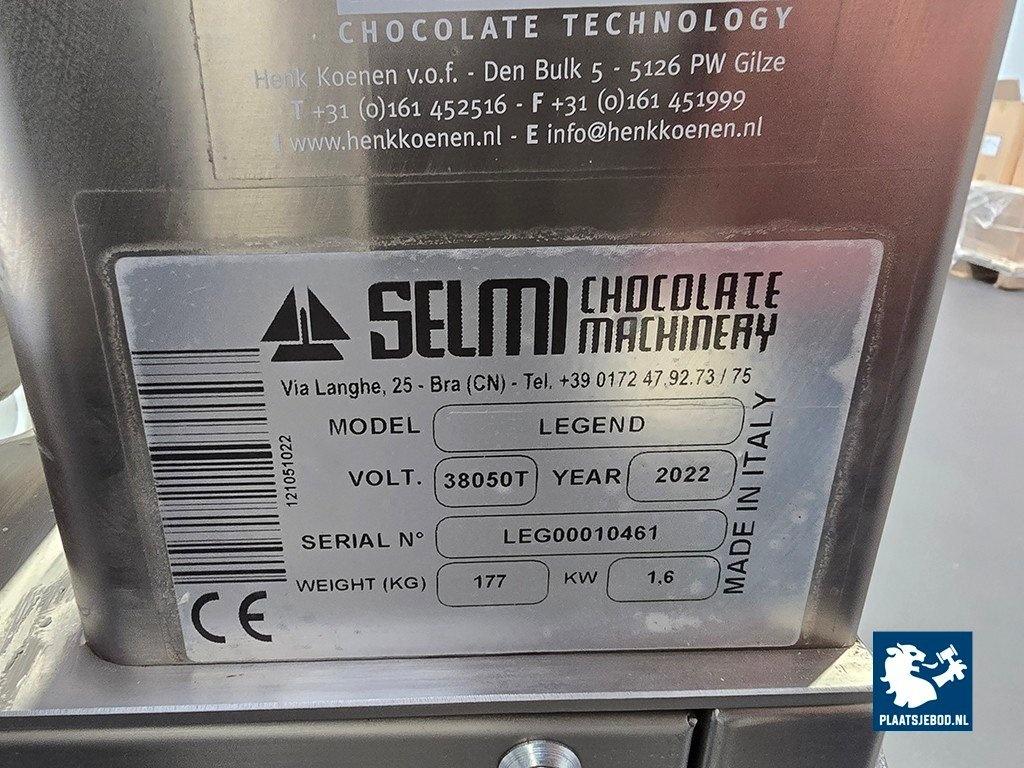 CHOCOLATE TECHNOLOGY
Henk Koenen v.o.f. - Den Bulk 5 - 5126 PW Gilze
T +31 (0)161 452516 - F +31 (0)161 451999
I www.henkkoenen.nl - E info@henkkoenen.nl
SELMI CHOCOLATE MACHINERY
Via Langhe, 25 - Bra (CN) - Tel. +39 0172 47.92.73 / 75
MODEL LEGEND
VOLT. 38050T YEAR 2022
SERIAL N° LEG00010461
WEIGHT (KG) 177 KW 1.6
MADE IN ITALY
121051022
CE
PLAATSJEBOD.NL